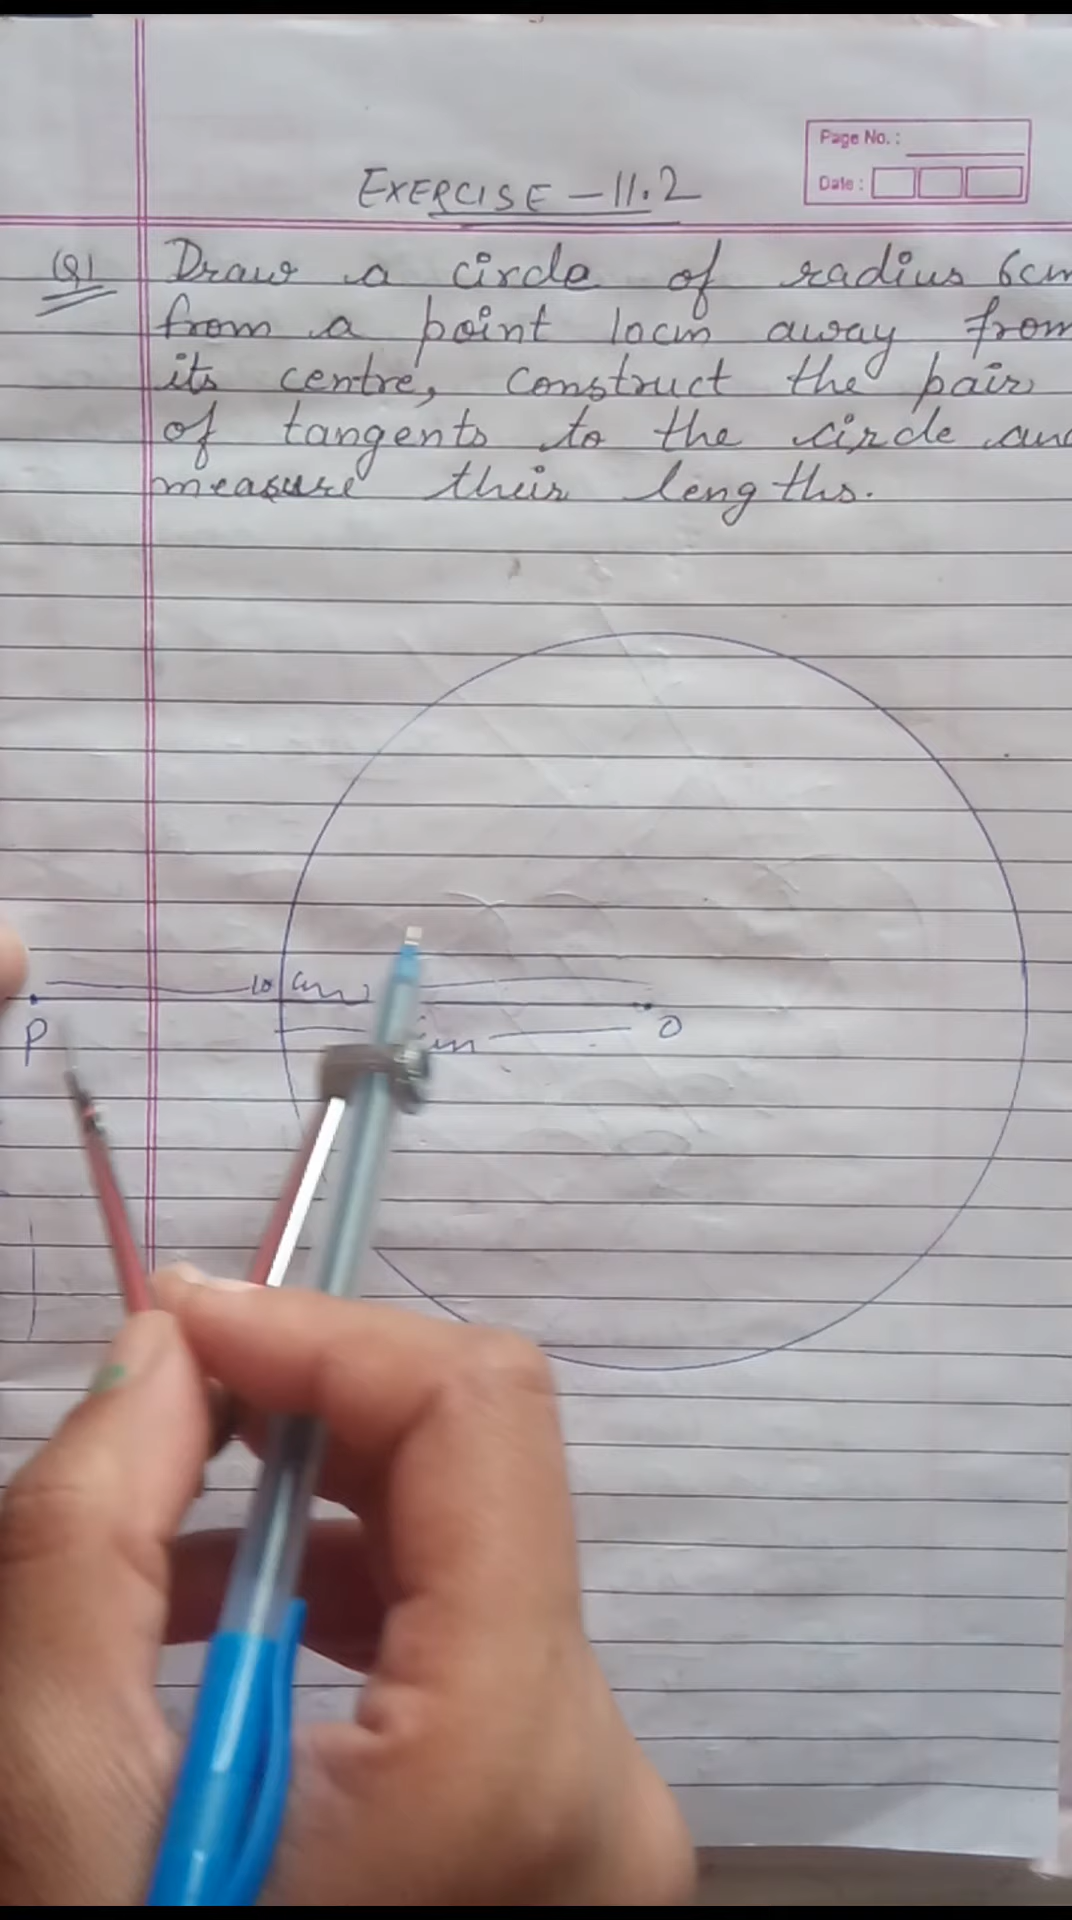 Page No. :
Date :
EXERCISE - 11.2
(Q1) Draw a circle of radius 6cm
from a point 10cm away from
its centre, construct the pair
of tangents to the circle and
measure their lengths.
10 cm
P
cm
O